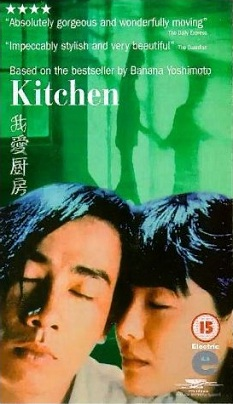 ★★★★
"Absolutely gorgeous and wonderfully moving"
The Daily Express
"Impeccably stylish and very beautiful" The Guardian
Based on the bestseller by Banana Yoshimoto
Kitchen
我愛厨房
15
Electric
e